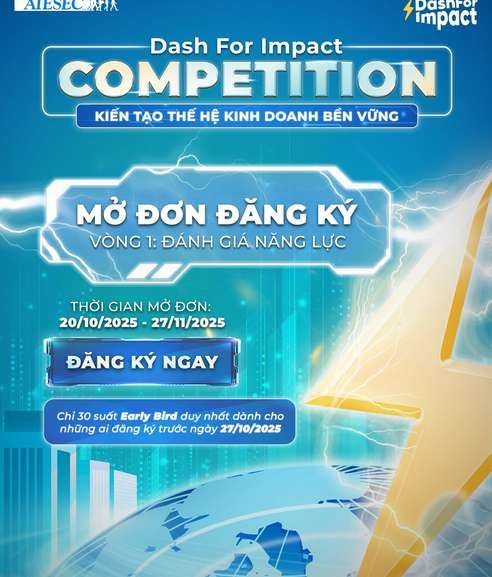 AIESEC
DashFor
Impact
Dash For Impact
COMPETITION
KIẾN TẠO THẾ HỆ KINH DOANH BỀN VỮNG
MỞ ĐƠN ĐĂNG KÝ
VÒNG 1: ĐÁNH GIÁ NĂNG LỰC
THỜI GIAN MỞ ĐƠN:
20/10/2025 - 27/11/2025
ĐĂNG KÝ NGAY
Chỉ 30 suất Early Bird duy nhất dành cho
những ai đăng ký trước ngày 27/10/2025